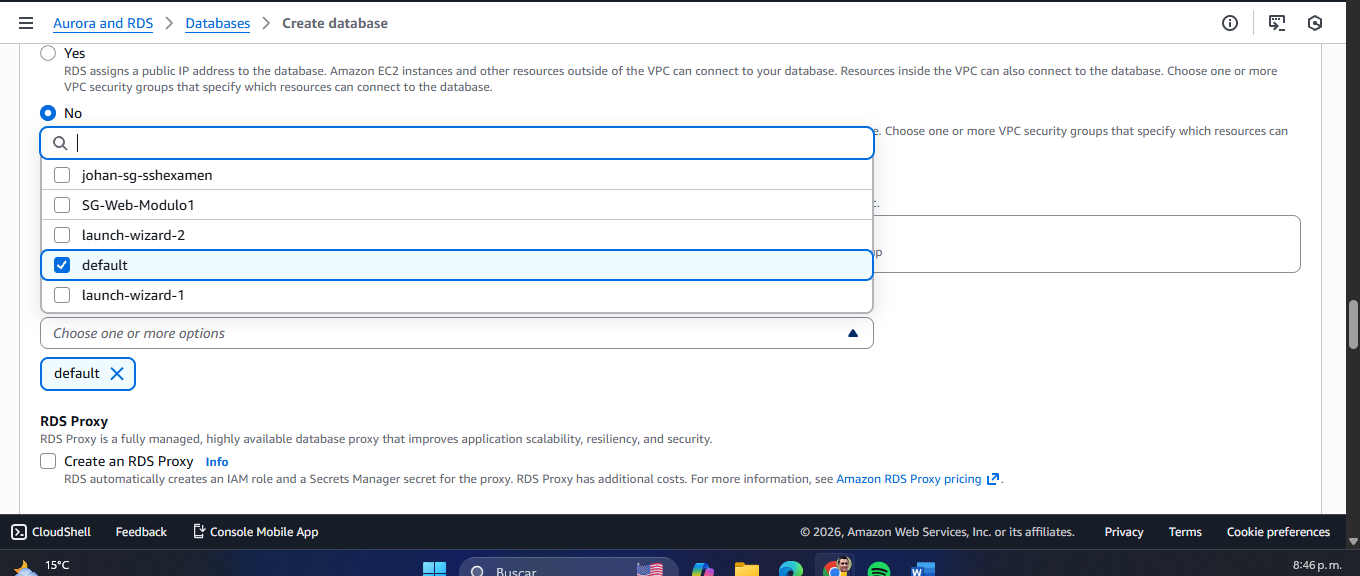 Aurora and RDS > Databases > Create database
Yes
RDS assigns a public IP address to the database. Amazon EC2 instances and other resources outside of the VPC can connect to your database. Resources inside the VPC can also connect to the database. Choose one or more
VPC security groups that specify which resources can connect to the database.
No
e. Choose one or more VPC security groups that specify which resources can
johan-sg-sshexamen
SG-Web-Modulo1
launch-wizard-2
default
launch-wizard-1
Choose one or more options
default
RDS Proxy
RDS Proxy is a fully managed, highly available database proxy that improves application scalability, resiliency, and security.
Create an RDS Proxy Info
RDS automatically creates an IAM role and a Secrets Manager secret for the proxy. RDS Proxy has additional costs. For more information, see Amazon RDS Proxy pricing.
CloudShell Feedback Console Mobile App © 2026, Amazon Web Services, Inc. or its affiliates. Privacy Terms Cookie preferences
15°C Buscar 8:46 p.m.